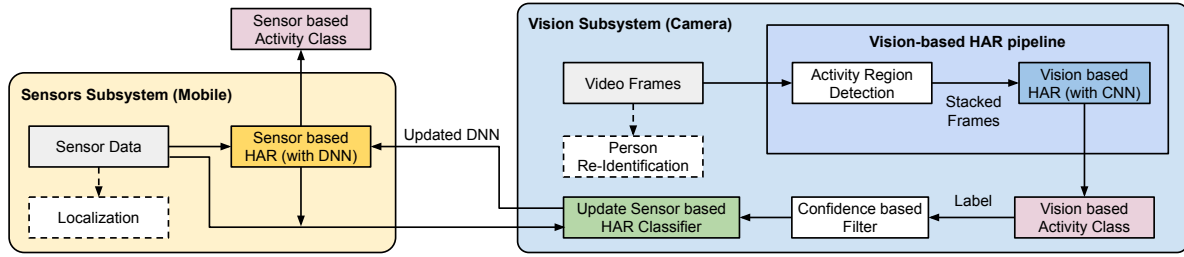 Sensor based
Activity Class
Sensors Subsystem (Mobile)
Sensor Data
Sensor based
HAR (with DNN)
Localization
Updated DNN
Vision Subsystem (Camera)
Vision-based HAR pipeline
Video Frames
Activity Region
Detection
Stacked
Frames
Vision based
HAR (with CNN)
Person
Re-Identification
Update Sensor based
HAR Classifier
Confidence based
Filter
Label
Vision based
Activity Class